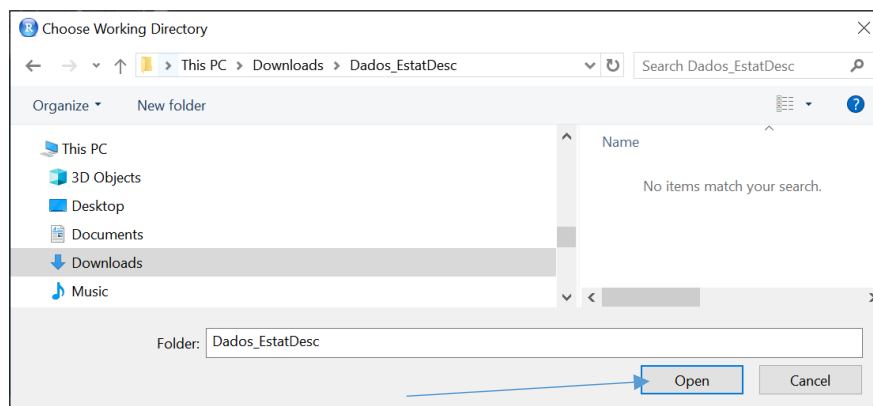 R Choose Working Directory
This PC > Downloads > Dados_EstatDesc
Search Dados_EstatDesc
Organize
New folder
?
This PC
3D Objects
Desktop
Documents
Downloads
Music
Name
No items match your search.
Folder: Dados_EstatDesc
Open
Cancel